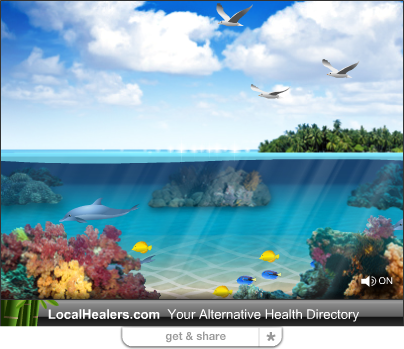 ON
LocalHealers.com Your Alternative Health Directory
get & share *